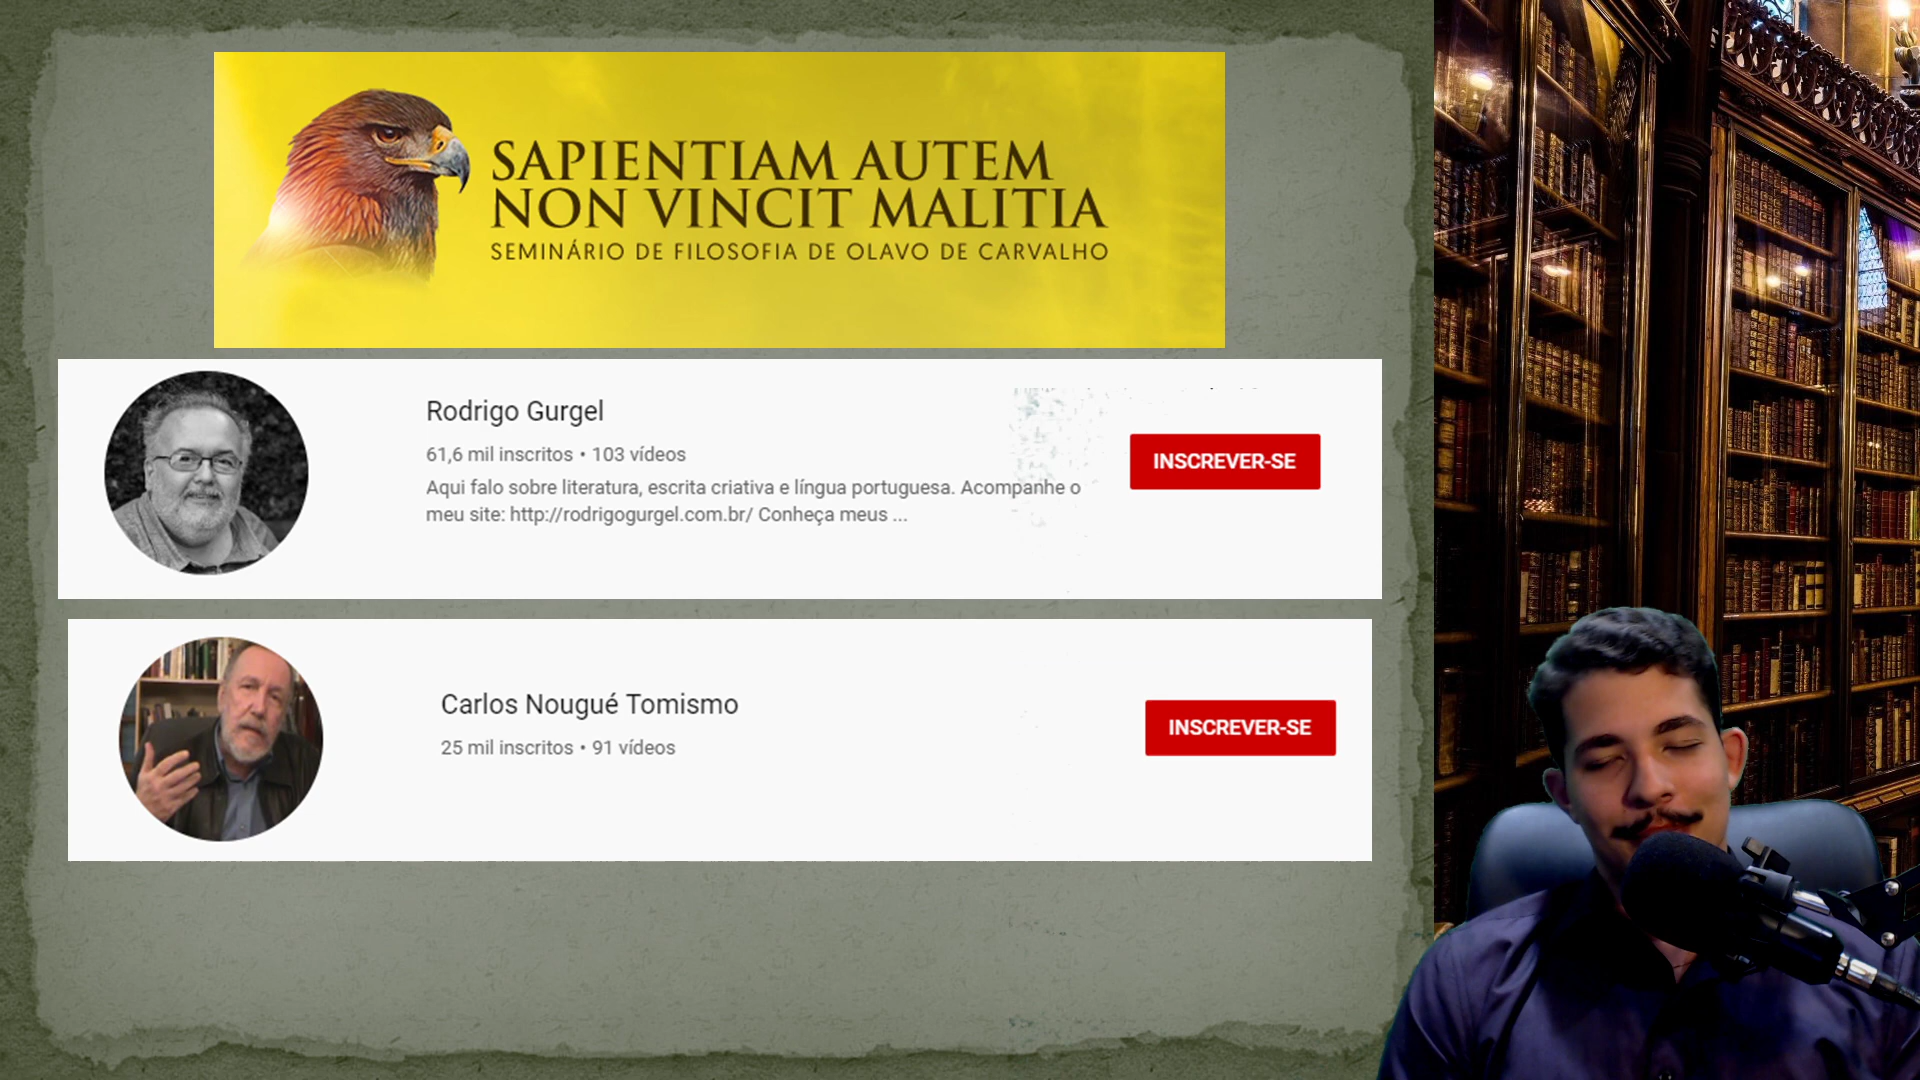 SAPIENTIAM AUTEM
NON VINCIT MALITIA
SEMINÁRIO DE FILOSOFIA DE OLAVO DE CARVALHO
Rodrigo Gurgel
61,6 mil inscritos • 103 vídeos
Aqui falo sobre literatura, escrita criativa e língua portuguesa. Acompanhe o
meu site: http://rodrigogurgel.com.br/ Conheça meus ...
INSCREVER-SE
Carlos Nougué Tomismo
25 mil inscritos • 91 vídeos
INSCREVER-SE